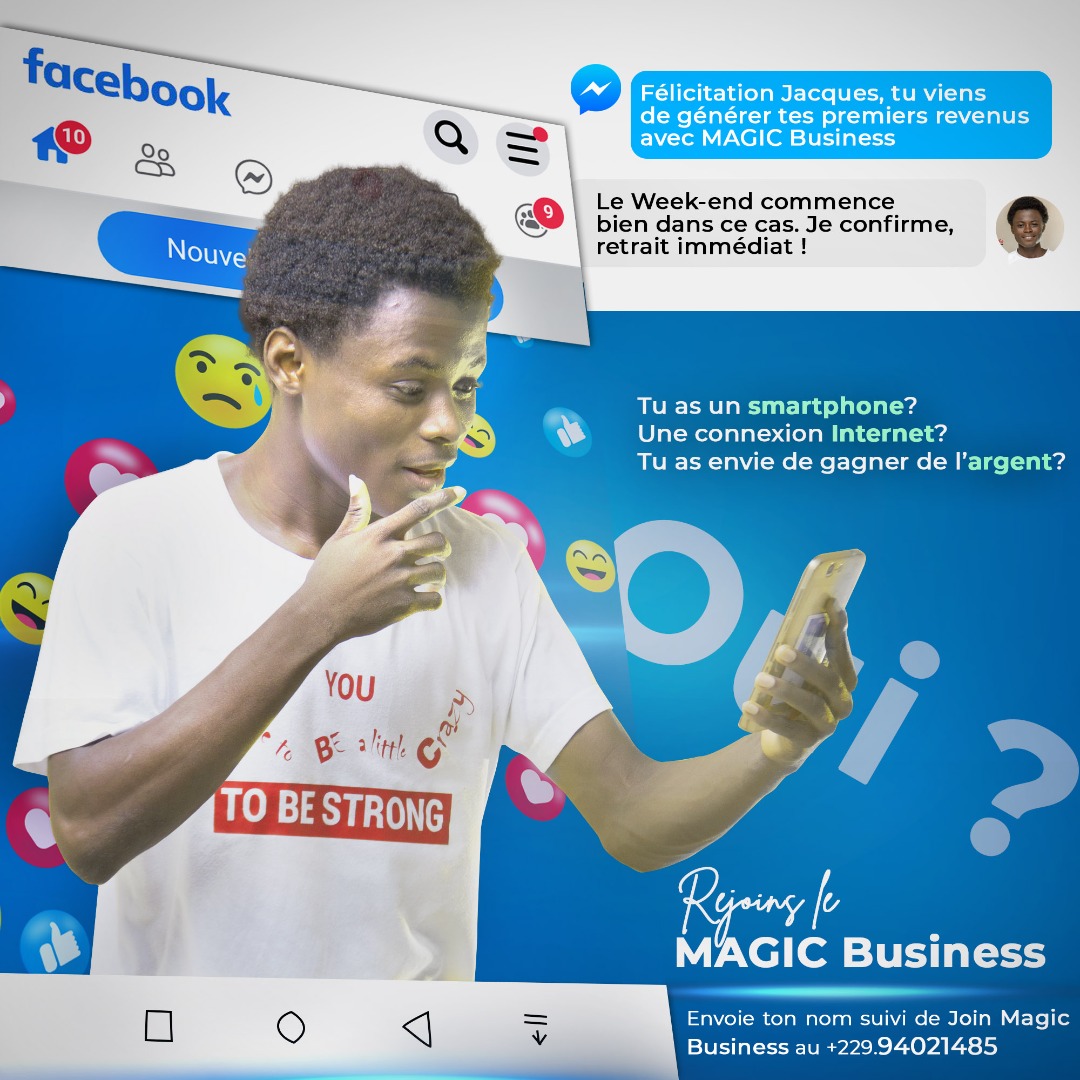 facebook
10
9
Nouve
Félicitation Jacques, tu viens
de générer tes premiers revenus
avec MAGIC Business
Le Week-end commence
bien dans ce cas. Je confirme,
retrait immédiat !
Tu as un smartphone?
Une connexion Internet?
Tu as envie de gagner de l'argent?
Oui ?
YOU
to BE a little Crazy
TO BE STRONG
Rejoins le
MAGIC Business
Envoie ton nom suivi de Join Magic
Business au +229.94021485